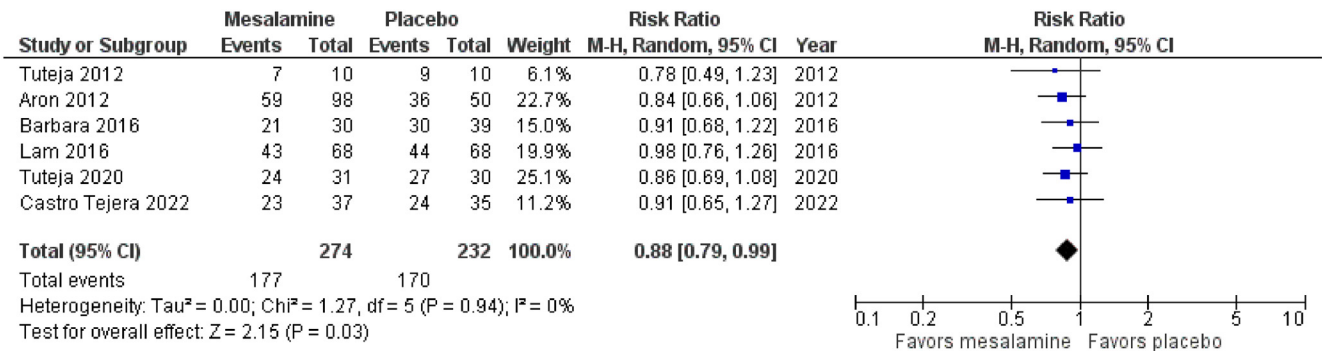 Mesalamine Placebo Risk Ratio Risk Ratio
Study or Subgroup Events Total Events Total Weight M-H, Random, 95% CI Year M-H, Random, 95% CI
Tuteja 2012 7 10 9 10 6.1% 0.78 [0.49, 1.23] 2012
Aron 2012 59 98 36 50 22.7% 0.84 [0.66, 1.06] 2012
Barbara 2016 21 30 30 39 15.0% 0.91 [0.68, 1.22] 2016
Lam 2016 43 68 44 68 19.9% 0.98 [0.76, 1.26] 2016
Tuteja 2020 24 31 27 30 25.1% 0.86 [0.69, 1.08] 2020
Castro Tejera 2022 23 37 24 35 11.2% 0.91 [0.65, 1.27] 2022
Total (95% CI) 274 232 100.0% 0.88 [0.79, 0.99]
Total events 177 170
Heterogeneity: Tau² = 0.00; Chi² = 1.27, df = 5 (P = 0.94); I² = 0%
Test for overall effect: Z = 2.15 (P = 0.03)
0.1 0.2 0.5 1 2 5 10
Favors mesalamine Favors placebo